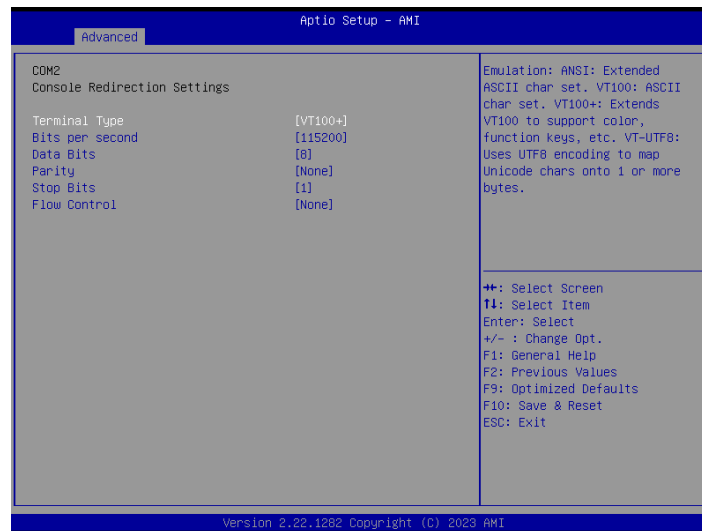 Aptio Setup - AMI
Advanced
COM2
Console Redirection Settings
Terminal Type [VT100+]
Bits per second [115200]
Data Bits [8]
Parity [None]
Stop Bits [1]
Flow Control [None]
Emulation: ANSI: Extended
ASCII char set. VT100: ASCII
char set. VT100+: Extends
VT100 to support color,
function keys, etc. VT-UTF8:
Uses UTF8 encoding to map
Unicode chars onto 1 or more
bytes.
→←: Select Screen
↑↓: Select Item
Enter: Select
+/- : Change Opt.
F1: General Help
F2: Previous Values
F9: Optimized Defaults
F10: Save & Reset
ESC: Exit
Version 2.22.1282 Copyright (C) 2023 AMI